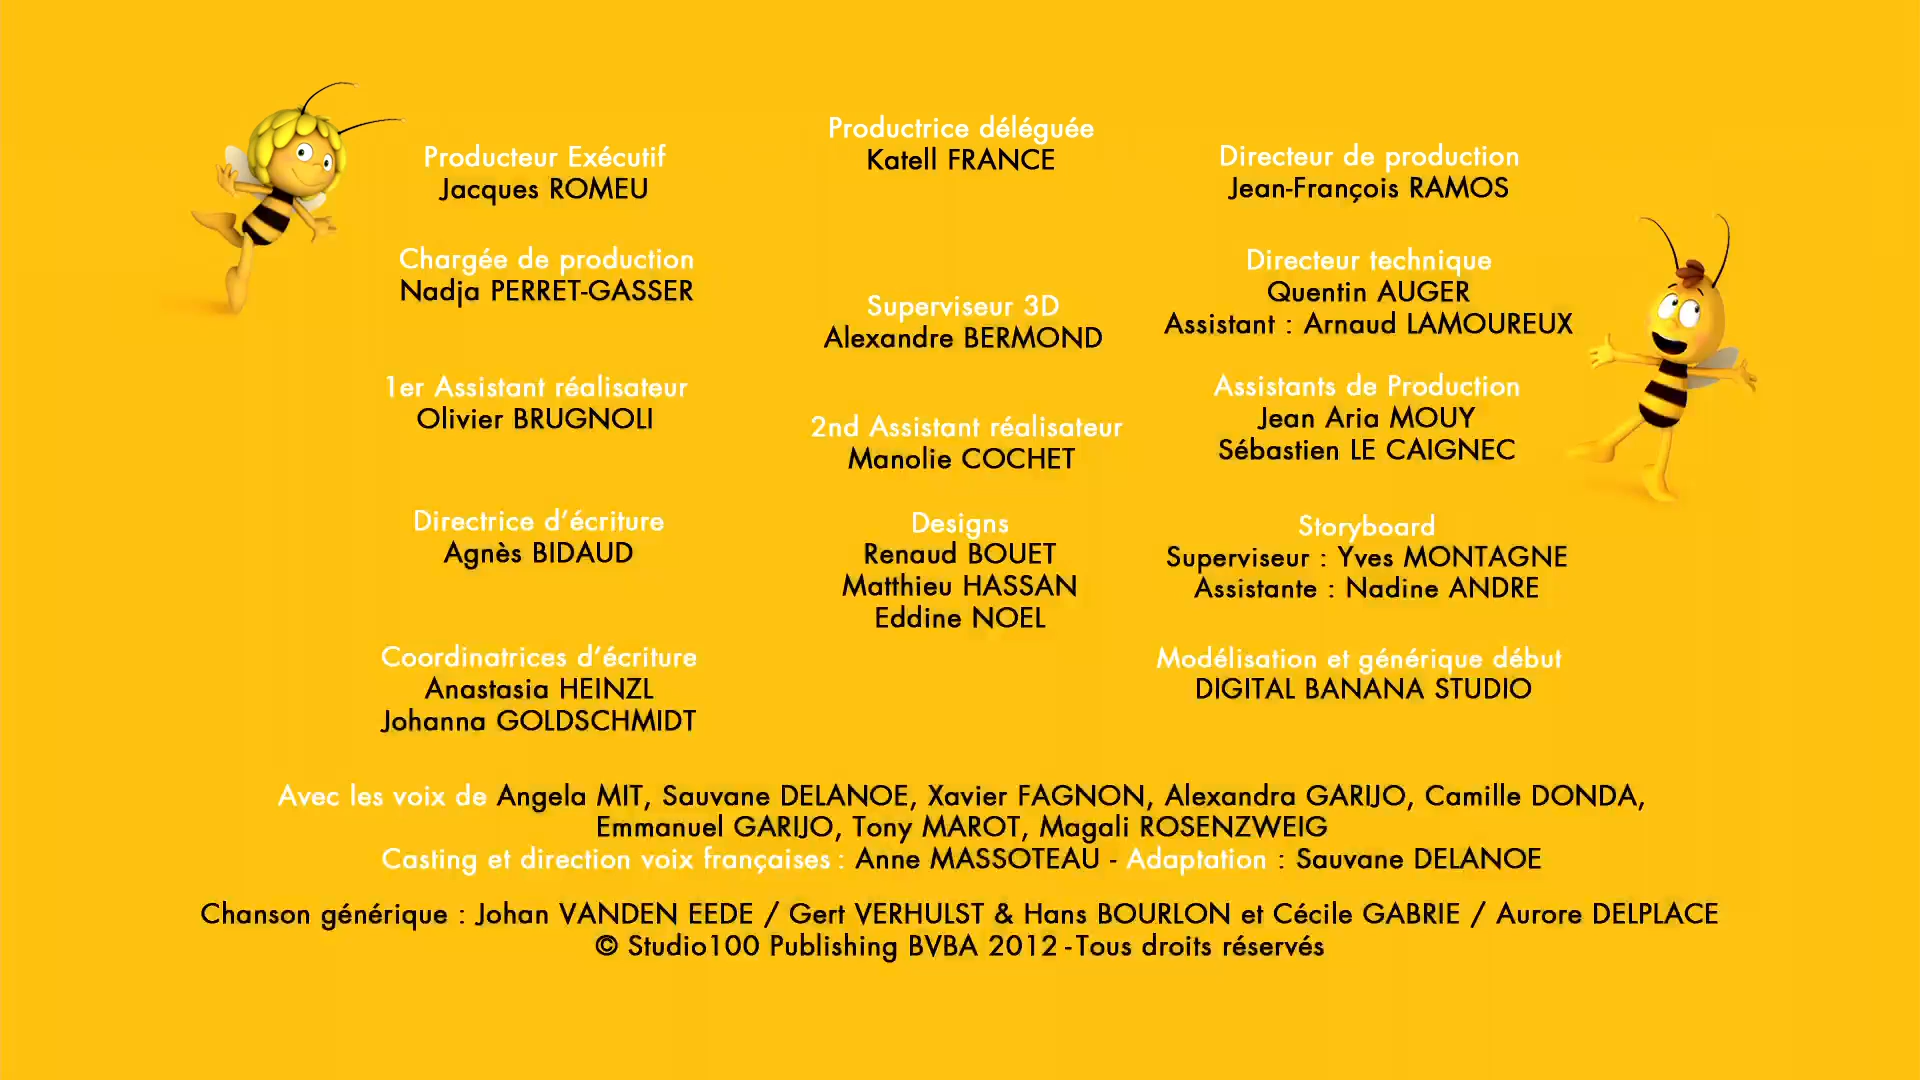 Producteur Exécutif
Jacques ROMEU
Productrice déléguée
Katell FRANCE
Directeur de production
Jean-François RAMOS
Chargée de production
Nadja PERRET-GASSER
Superviseur 3D
Alexandre BERMOND
Directeur technique
Quentin AUGER
Assistant : Arnaud LAMOUREUX
1er Assistant réalisateur
Olivier BRUGNOLI
2nd Assistant réalisateur
Manolie COCHET
Assistants de Production
Jean Aria MOUY
Sébastien LE CAIGNEC
Directrice d'écriture
Agnès BIDAUD
Designs
Renaud BOUET
Matthieu HASSAN
Eddine NOEL
Storyboard
Superviseur : Yves MONTAGNE
Assistante : Nadine ANDRE
Coordinatrices d'écriture
Anastasia HEINZL
Johanna GOLDSCHMIDT
Modélisation et générique début
DIGITAL BANANA STUDIO
Avec les voix de Angela MIT, Sauvane DELANOE, Xavier FAGNON, Alexandra GARIJO, Camille DONDA,
Emmanuel GARIJO, Tony MAROT, Magali ROSENZWEIG
Casting et direction voix françaises : Anne MASSOTEAU - Adaptation : Sauvane DELANOE
Chanson générique : Johan VANDEN EEDE / Gert VERHULST & Hans BOURLON et Cécile GABRIE / Aurore DELPLACE
© Studio100 Publishing BVBA 2012 - Tous droits réservés